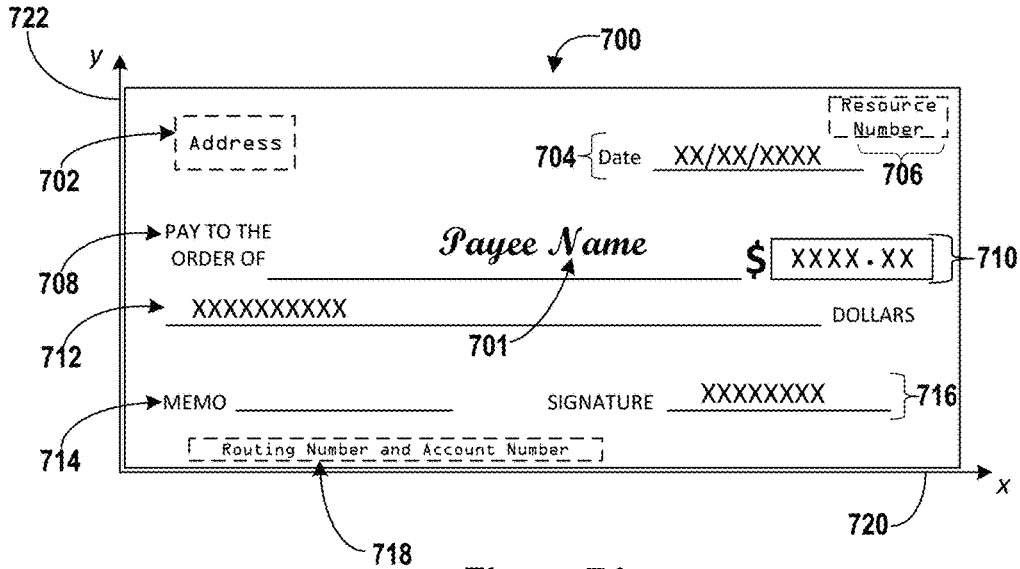 722
y
700
Resource
Number
Address
704
Date
XX/XX/XXXX
706
702
PAY TO THE
ORDER OF
Payee Name
$
XXXX.XX
710
708
XXXXXXXXXX
DOLLARS
712
701
MEMO
SIGNATURE
XXXXXXXX
716
714
Routing Number and Account Number
x
720
718